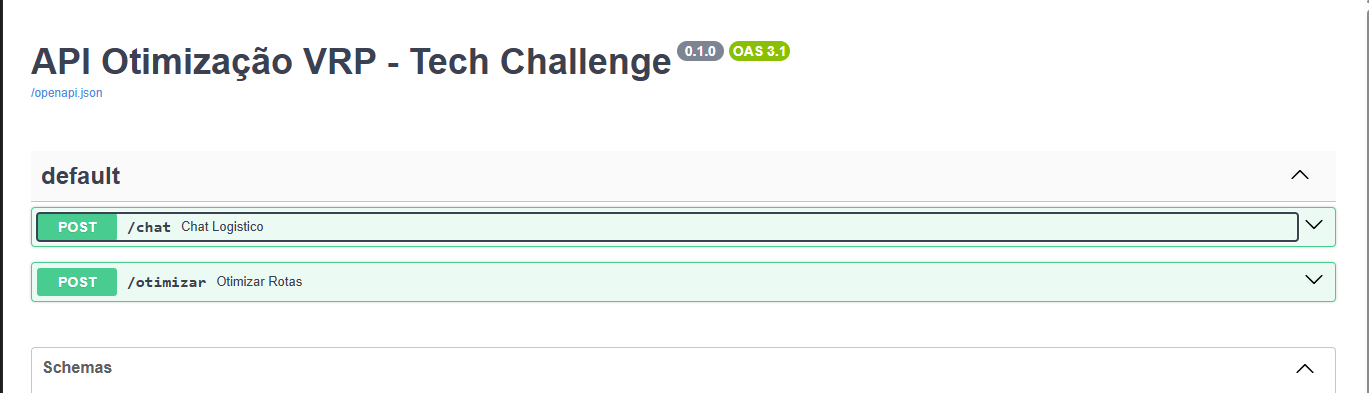 API Otimização VRP - Tech Challenge 0.1.0 OAS 3.1
/openapi.json
default
POST /chat Chat Logistico
POST /otimizar Otimizar Rotas
Schemas